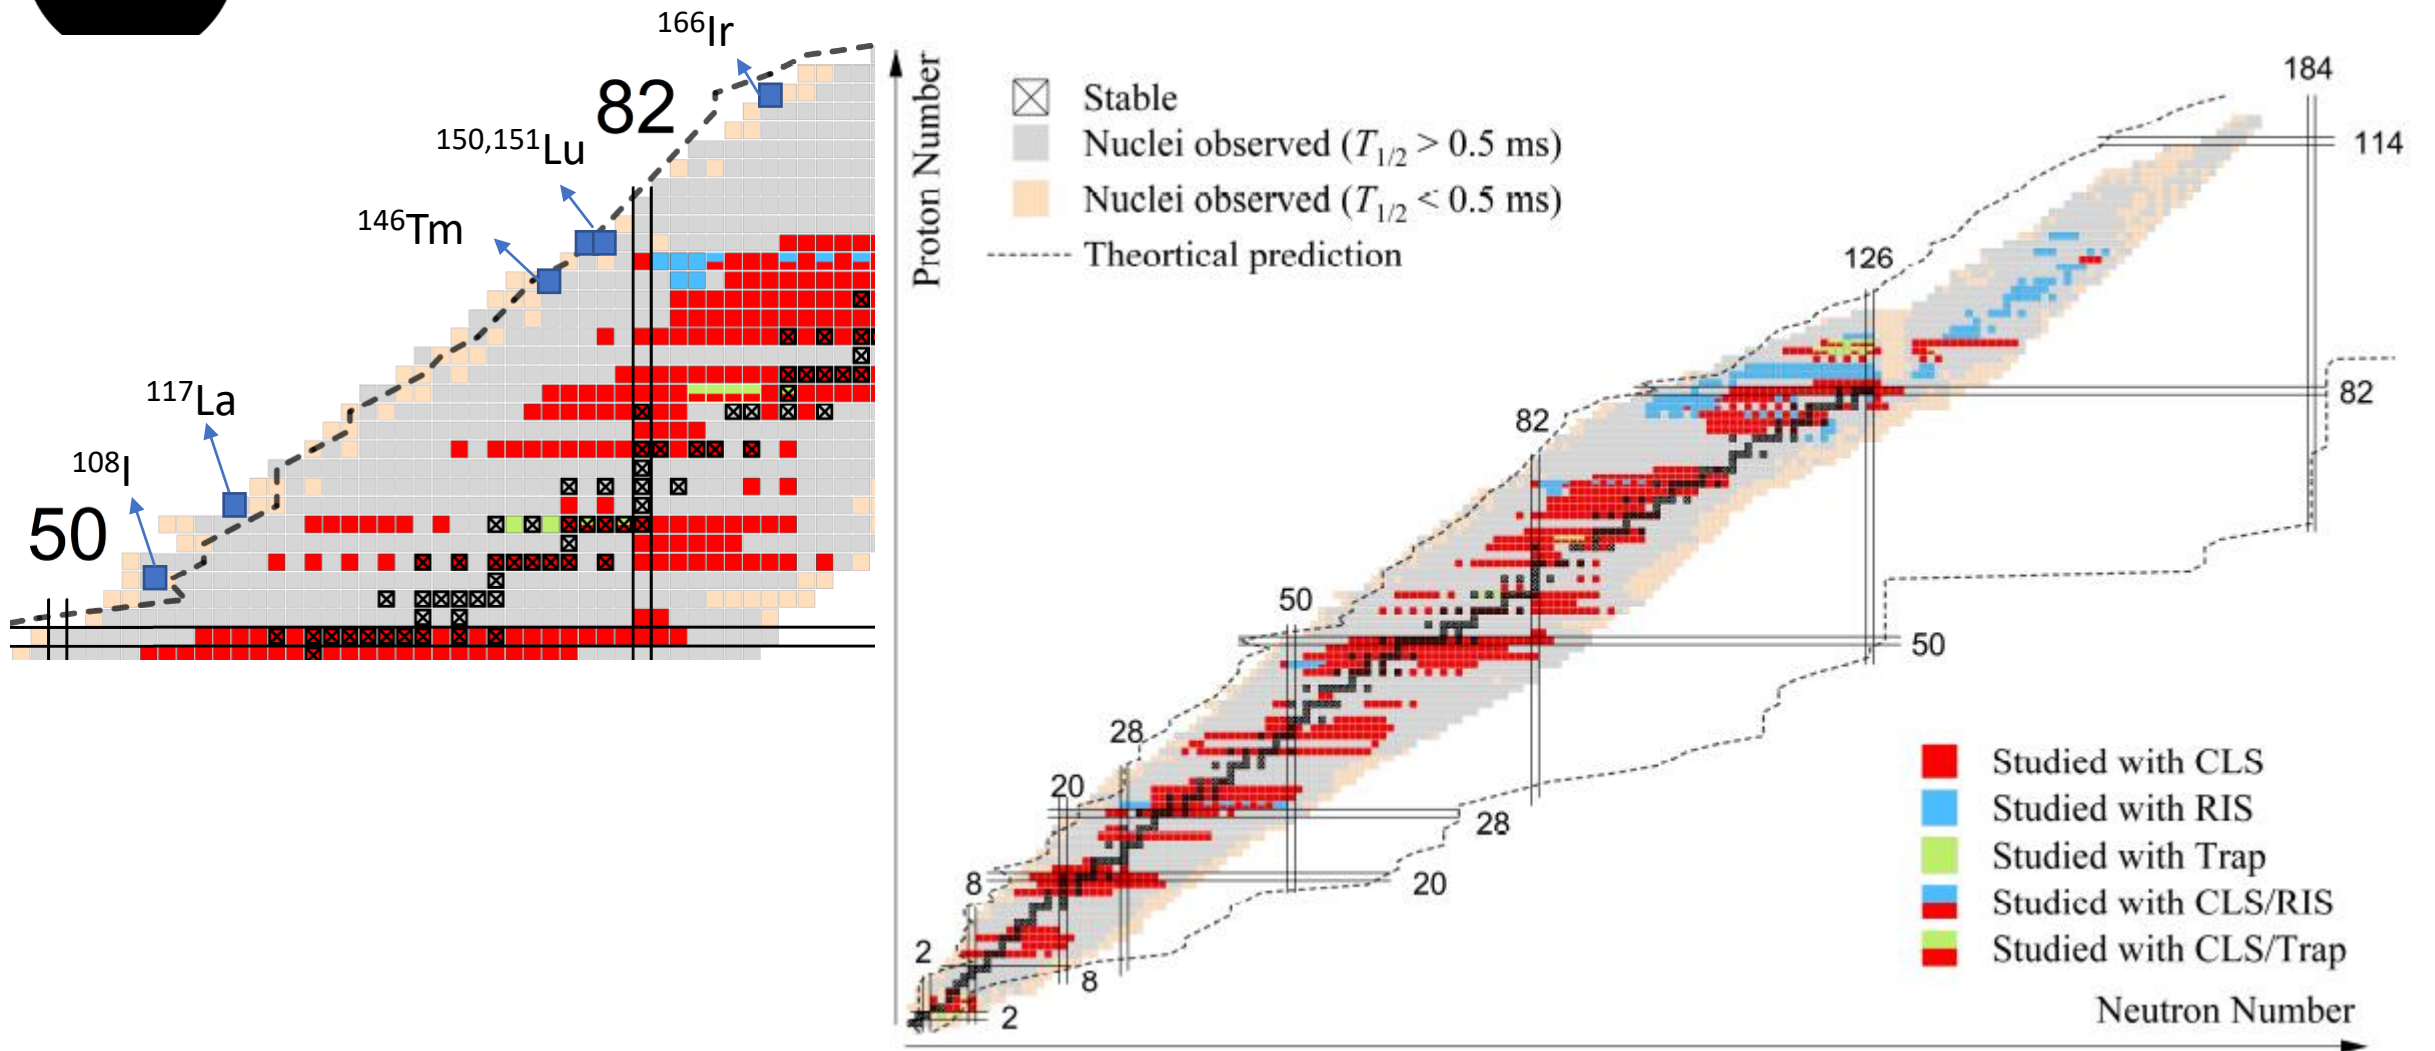 166Ir
82
150,151Lu
146Tm
117La
108I
50
Proton Number
Stable
Nuclei observed (T1/2 > 0.5 ms)
Nuclei observed (T1/2 < 0.5 ms)
Theortical prediction
184
114
126
82
82
50
50
28
20
28
20
8
2
8
2
Studied with CLS
Studied with RIS
Studied with Trap
Studied with CLS/RIS
Studied with CLS/Trap
Neutron Number